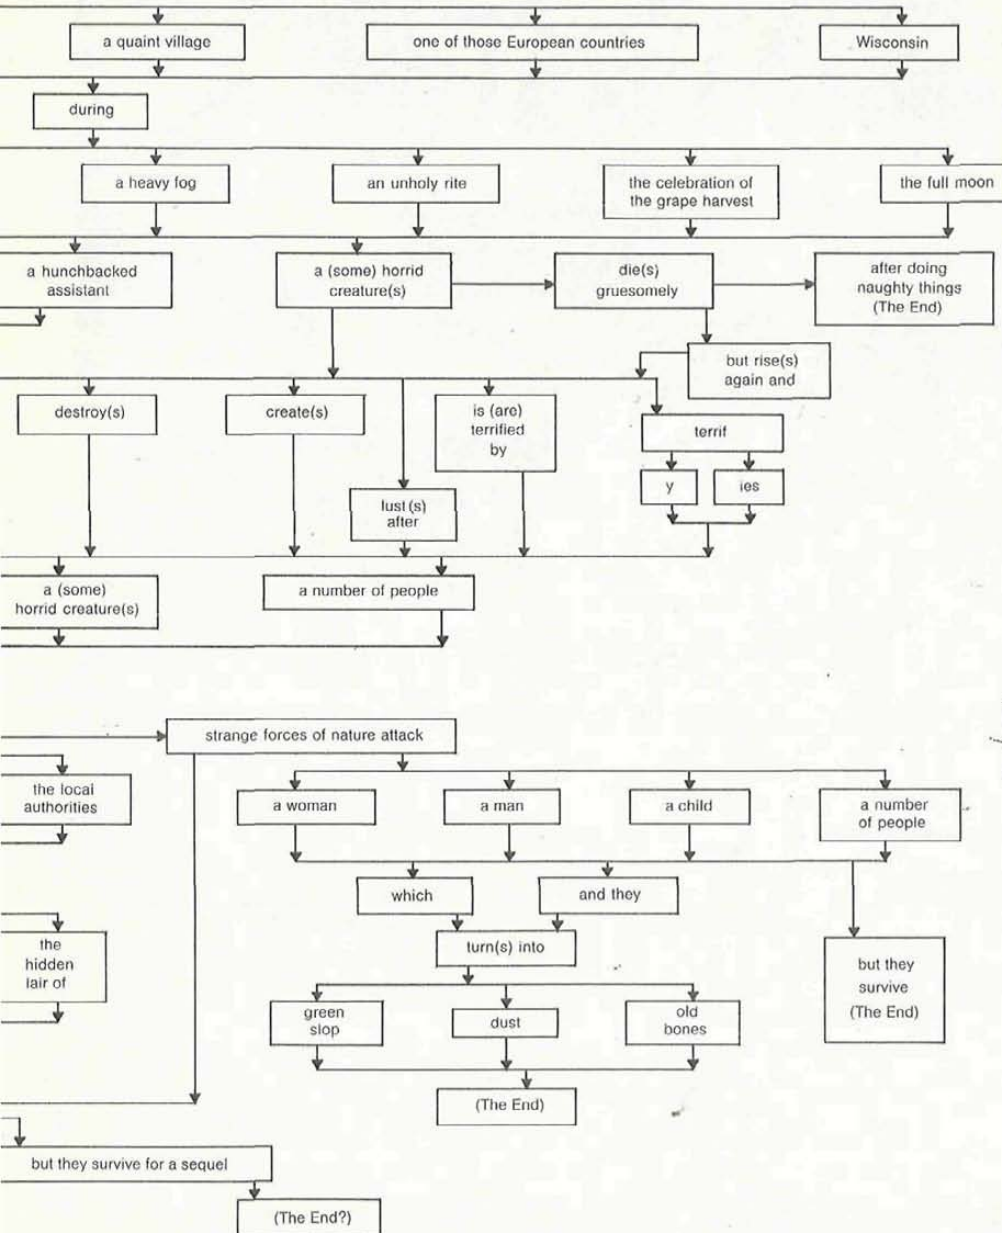 a quaint village
one of those European countries
Wisconsin
during
a heavy fog
an unholy rite
the celebration of
the grape harvest
the full moon
a hunchbacked
assistant
a (some) horrid
creature(s)
die(s)
gruesomely
after doing
naughty things
(The End)
but rise(s)
again and
destroy(s)
create(s)
is (are)
terrified
by
terrif
y
ies
lust (s)
after
a (some)
horrid creature(s)
a number of people
strange forces of nature attack
the local
authorities
a woman
a man
a child
a number
of people
which
and they
the
hidden
lair of
turn(s) into
but they
survive
(The End)
green
slop
dust
old
bones
(The End)
but they survive for a sequel
(The End?)